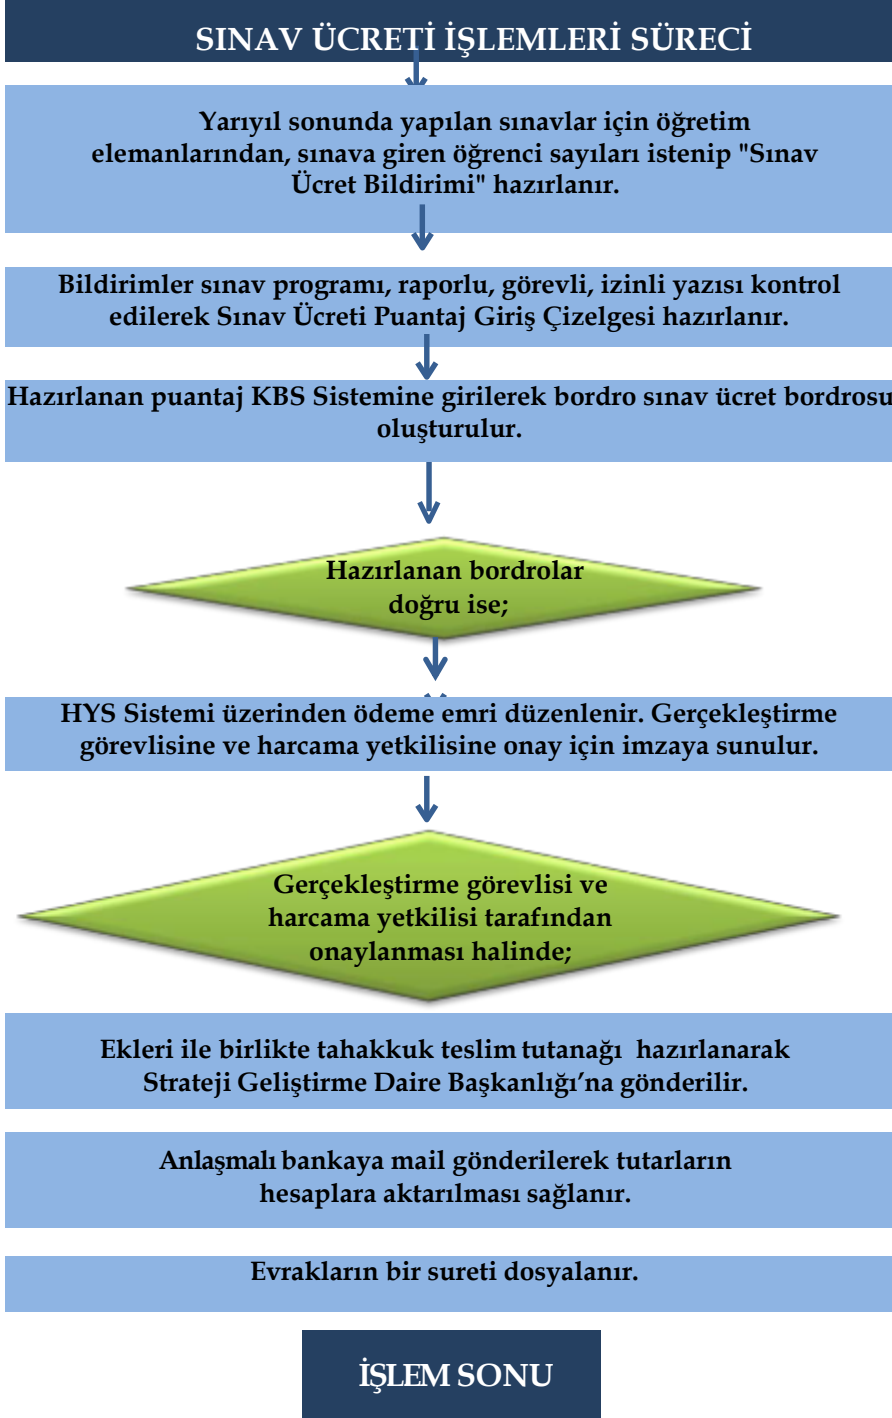 SINAV ÜCRETİ İŞLEMLERİ SÜRECİ
Yarıyıl sonunda yapılan sınavlar için öğretim
elemanlarından, sınava giren öğrenci sayıları istenip "Sınav
Ücret Bildirimi" hazırlanır.
Bildirimler sınav programı, raporlu, görevli, izinli yazısı kontrol
edilerek Sınav Ücreti Puantaj Giriş Çizelgesi hazırlanır.
Hazırlanan puantaj KBS Sistemine girilerek bordro sınav ücret bordrosu
oluşturulur.
Hazırlanan bordrolar
doğru ise;
HYS Sistemi üzerinden ödeme emri düzenlenir. Gerçekleştirme
görevlisine ve harcama yetkilisine onay için imzaya sunulur.
Gerçekleştirme görevlisi ve
harcama yetkilisi tarafından
onaylanması halinde;
Ekleri ile birlikte tahakkuk teslim tutanağı hazırlanarak
Strateji Geliştirme Daire Başkanlığı’na gönderilir.
Anlaşmalı bankaya mail gönderilerek tutarların
hesaplara aktarılması sağlanır.
Evrakların bir sureti dosyalanır.
İŞLEM SONU